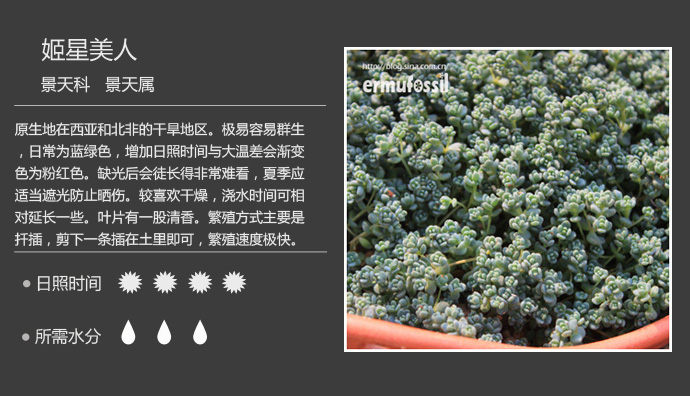 姬星美人
景天科 景天属
原生地在西亚和北非的干旱地区。极易容易群生
，日常为蓝绿色，增加日照时间与大温差会渐变
色为粉红色。缺光后会徒长得非常难看，夏季应
适当遮光防止晒伤。较喜欢干燥，浇水时间可相
对延长一些。叶片有一股清香。繁殖方式主要是
扦插，剪下一条插在土里即可，繁殖速度极快。
日照时间
所需水分
http://blog.sina.com.cn/
ermutossil